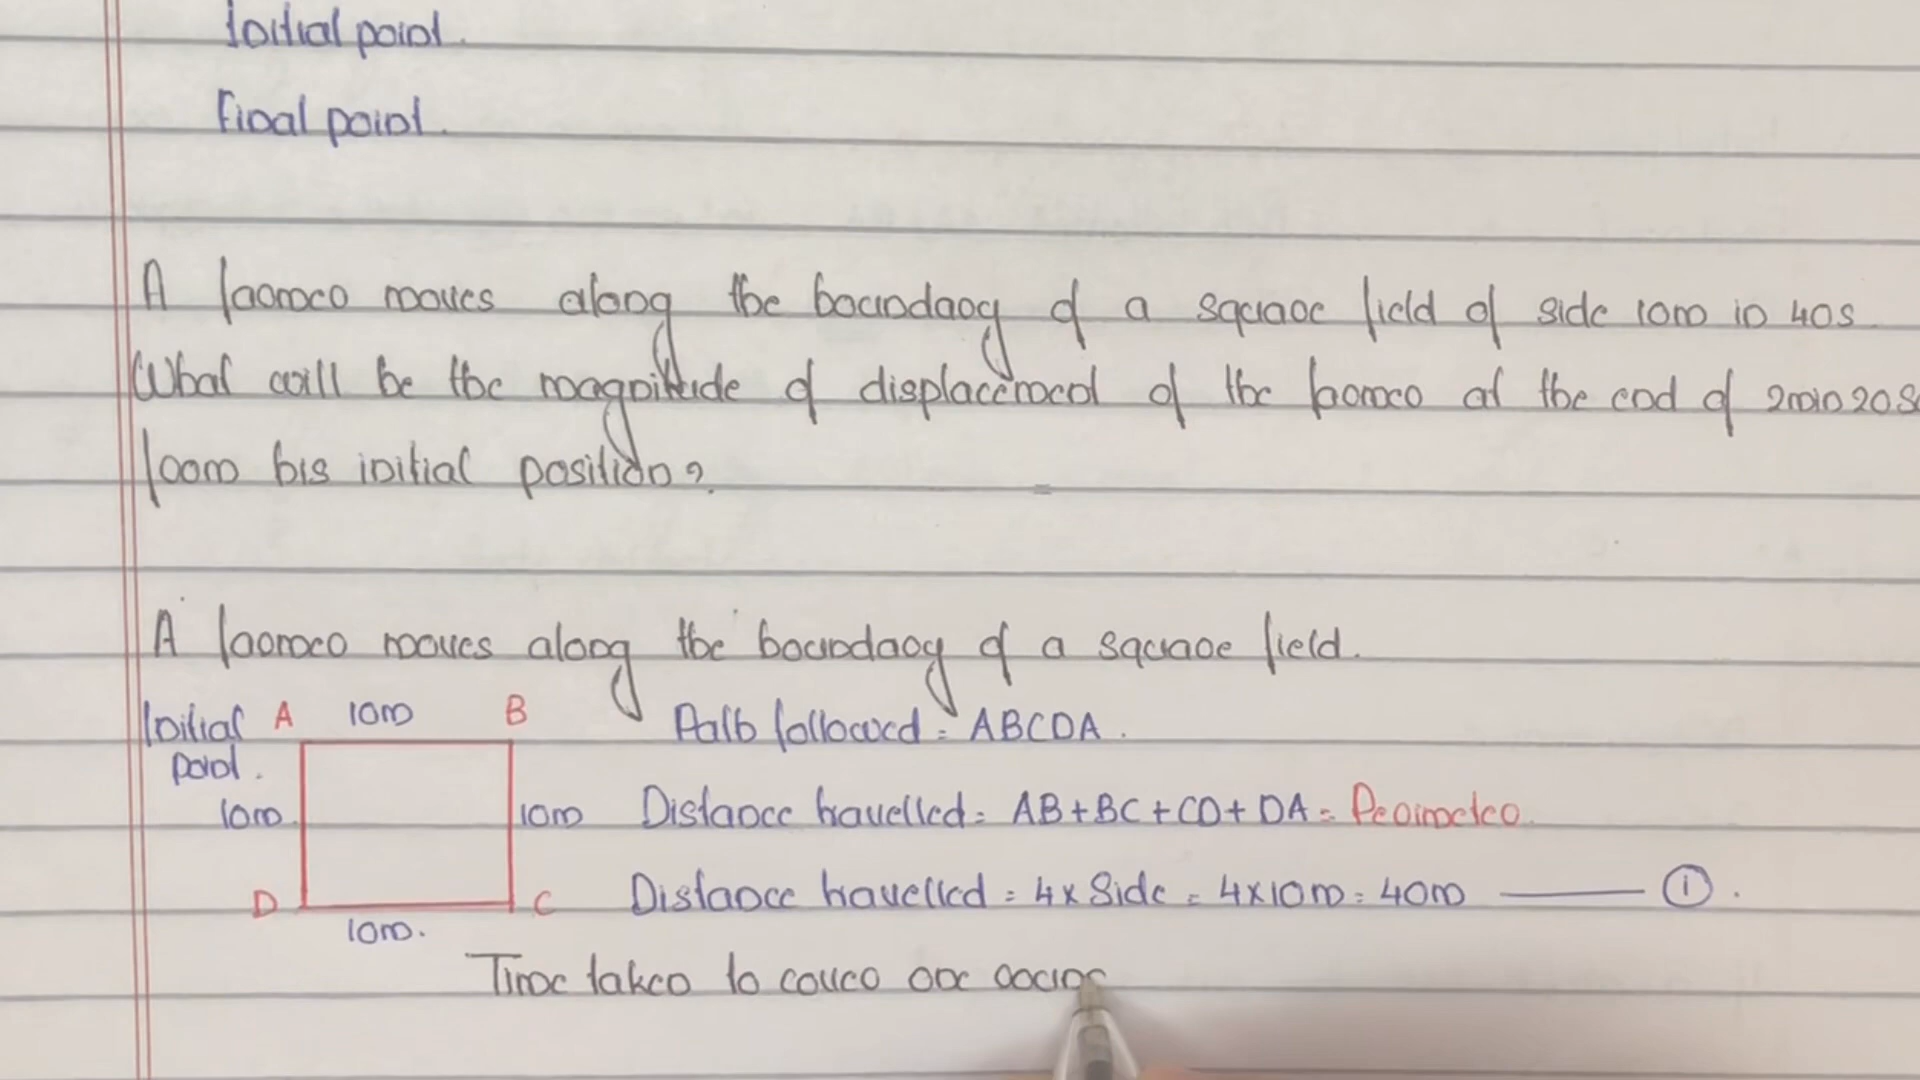 Initial point.
Final point.
A farmer moves along the boundary of a square field of side 10m in 40s.
What will be the magnitude of displacement of the farmer at the end of 2min 20s
from his initial position?
A farmer moves along the boundary of a square field.
Initial A 10m B Path followed = ABCDA.
point.
10m 10m Distance travelled = AB+BC+CD+DA = Perimeter
D C Distance travelled = 4 x Side = 4x10m = 40m ——— ①.
10m.
Time taken to cover one